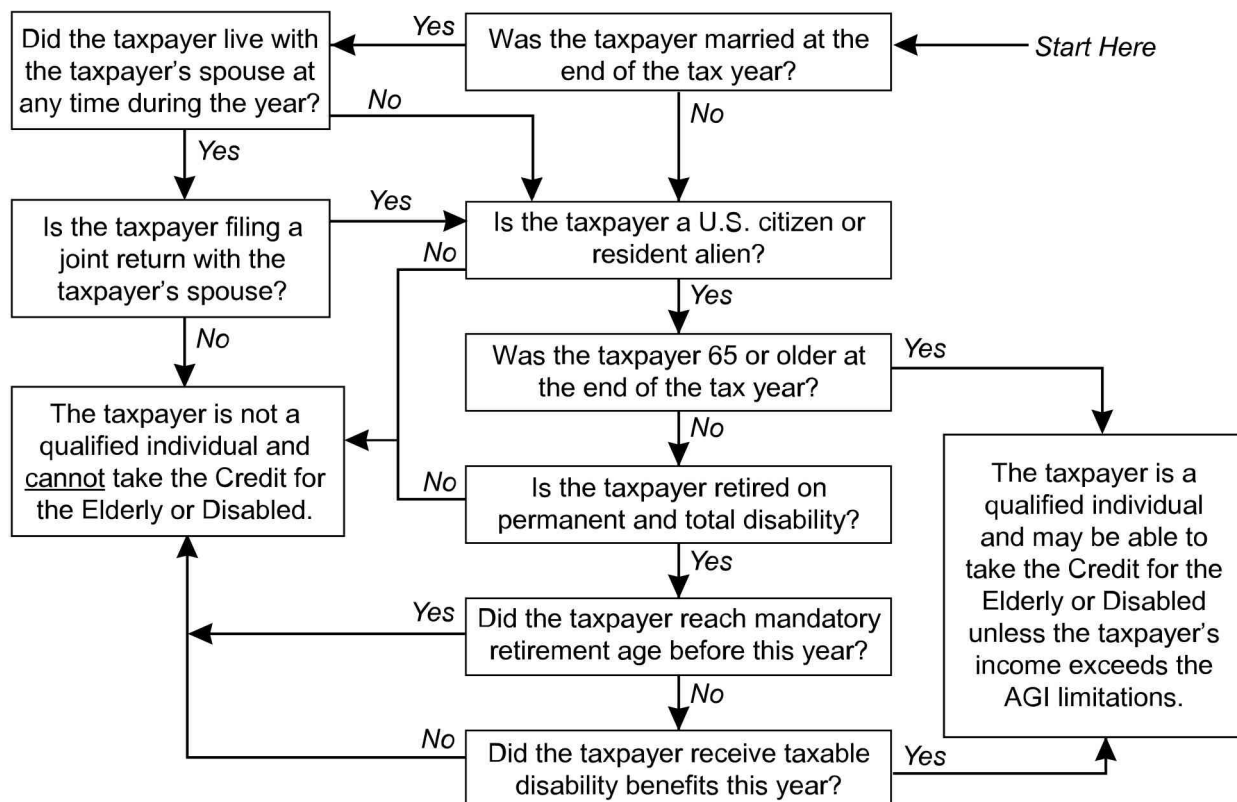 Start Here
Was the taxpayer married at the
end of the tax year?
Yes
No
Did the taxpayer live with
the taxpayer's spouse at
any time during the year?
No
Yes
Is the taxpayer filing a
joint return with the
taxpayer's spouse?
Yes
No
Is the taxpayer a U.S. citizen or
resident alien?
No
Yes
Was the taxpayer 65 or older at
the end of the tax year?
Yes
No
The taxpayer is not a
qualified individual and
cannot take the Credit for
the Elderly or Disabled.
Is the taxpayer retired on
permanent and total disability?
No
Yes
Did the taxpayer reach mandatory
retirement age before this year?
Yes
No
Did the taxpayer receive taxable
disability benefits this year?
No
Yes
The taxpayer is a
qualified individual
and may be able to
take the Credit for the
Elderly or Disabled
unless the taxpayer's
income exceeds the
AGI limitations.